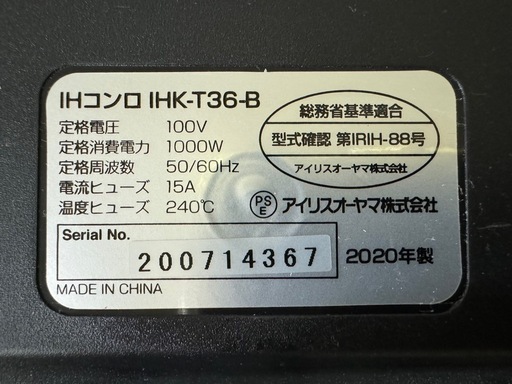 IHコンロ IHK-T36-B
定格電圧 100V
定格消費電力 1000W
定格周波数 50/60Hz
電流ヒューズ 15A
温度ヒューズ 240℃
総務省基準適合
型式確認 第IRIH-88号
アイリスオーヤマ株式会社
PS
E
アイリスオーヤマ株式会社
Serial No.
200714367
2020年製
MADE IN CHINA